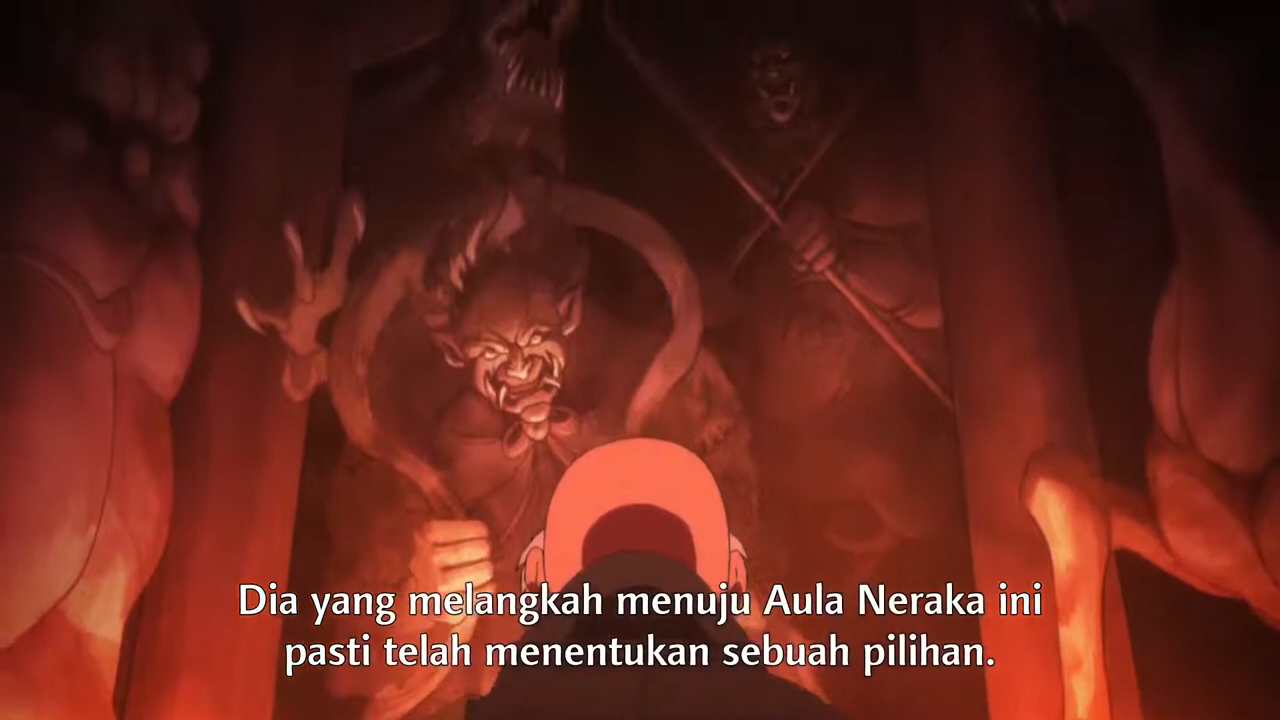 Dia yang melangkah menuju Aula Neraka ini
pasti telah menentukan sebuah pilihan.